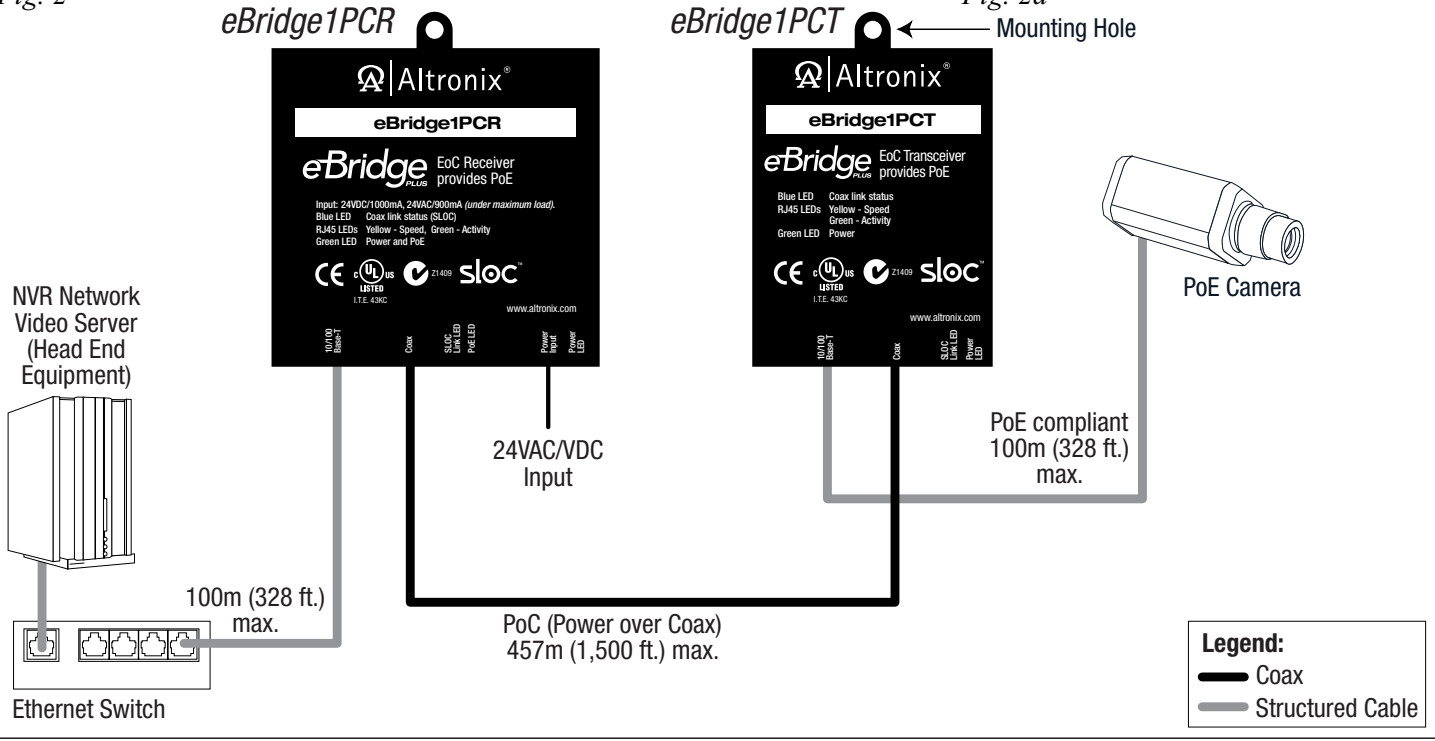 Fig. 2
Fig. 2a
eBridge1PCR
eBridge1PCT
Mounting Hole
Altronix®
eBridge1PCR
eBridge PLUS
EoC Receiver
provides PoE
Input: 24VDC/1000mA, 24VAC/900mA (under maximum load).
Blue LED Coax link status (SLOC)
RJ45 LEDs Yellow - Speed, Green - Activity
Green LED Power and PoE
CE c UL US LISTED Z1409 sloc™
I.T.E. 43KC
www.altronix.com
10/100
Base-T
Coax
SLOC
Link LED
PoE LED
Power
Input
Power
LED
Altronix®
eBridge1PCT
eBridge PLUS
EoC Transceiver
provides PoE
Blue LED Coax link status
RJ45 LEDs Yellow - Speed
Green - Activity
Green LED Power
CE c UL US LISTED Z1409 sloc™
I.T.E. 43KC
www.altronix.com
10/100
Base-T
Coax
SLOC
Link LED
Power
LED
PoE Camera
NVR Network
Video Server
(Head End
Equipment)
24VAC/VDC
Input
PoE compliant
100m (328 ft.)
max.
100m (328 ft.)
max.
PoC (Power over Coax)
457m (1,500 ft.) max.
Ethernet Switch
Legend:
Coax
Structured Cable